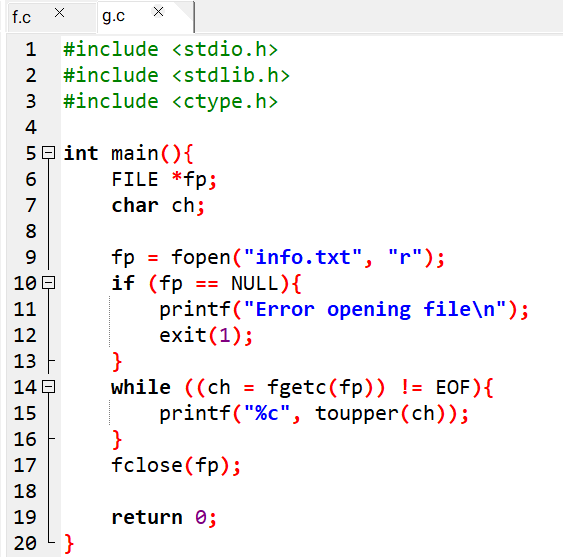 f.c × g.c ×
1 #include <stdio.h>
2 #include <stdlib.h>
3 #include <ctype.h>
4
5 int main(){
6     FILE *fp;
7     char ch;
8
9     fp = fopen("info.txt", "r");
10     if (fp == NULL){
11         printf("Error opening file\n");
12         exit(1);
13     }
14     while ((ch = fgetc(fp)) != EOF){
15         printf("%c", toupper(ch));
16     }
17     fclose(fp);
18
19     return 0;
20 }